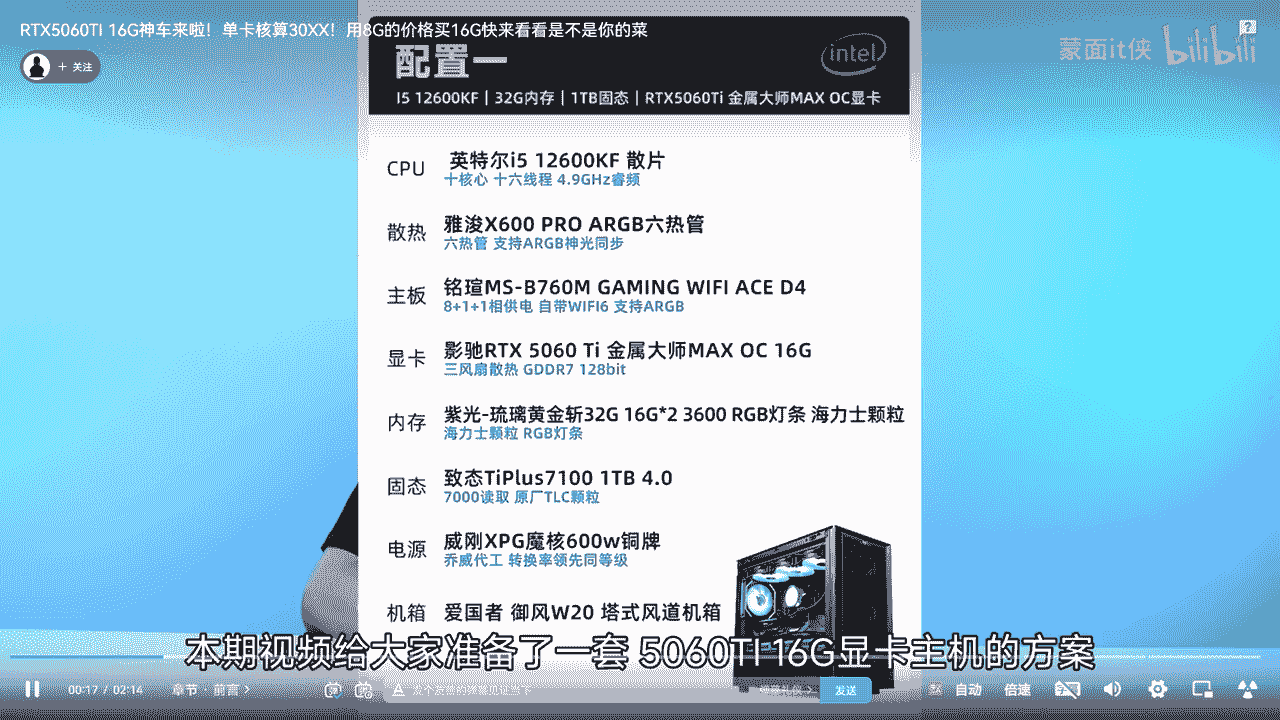 RTX5060TI 16G神车来啦！单卡核算30XX！用8G的价格买16G快来看看是不是你的菜
+ 关注
蒙面it侠 bilibili
配置一
intel
I5 12600KF | 32G内存 | 1TB固态 | RTX5060Ti 金属大师MAX OC显卡
CPU 英特尔i5 12600KF 散片
十核心 十六线程 4.9GHz睿频
散热 雅浚X600 PRO ARGB六热管
六热管 支持ARGB神光同步
主板 铭瑄MS-B760M GAMING WIFI ACE D4
8+1+1相供电 自带WIFI6 支持ARGB
显卡 影驰RTX 5060 Ti 金属大师MAX OC 16G
三风扇散热 GDDR7 128bit
内存 紫光-琉璃黄金斩32G 16G*2 3600 RGB灯条 海力士颗粒
海力士颗粒 RGB灯条
固态 致态TiPlus7100 1TB 4.0
7000读取 原厂TLC颗粒
电源 威刚XPG魔核600w铜牌
乔威代工 转换率领先同等级
机箱 爱国者 御风W20 塔式风道机箱
本期视频给大家准备了一套 5060TI 16G显卡主机的方案
00:17 / 02:14 章节 · 前言 发个友善的弹幕见证当下 弹幕礼仪 发送 自动 倍速